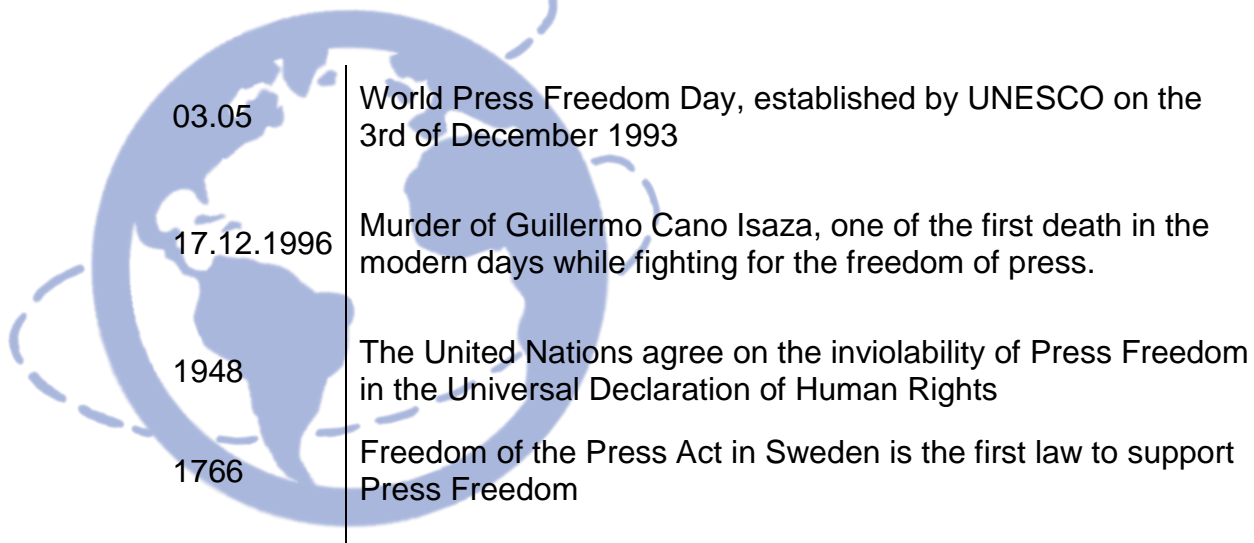 03.05
World Press Freedom Day, established by UNESCO on the
3rd of December 1993
17.12.1996
Murder of Guillermo Cano Isaza, one of the first death in the
modern days while fighting for the freedom of press.
1948
The United Nations agree on the inviolability of Press Freedom
in the Universal Declaration of Human Rights
1766
Freedom of the Press Act in Sweden is the first law to support
Press Freedom